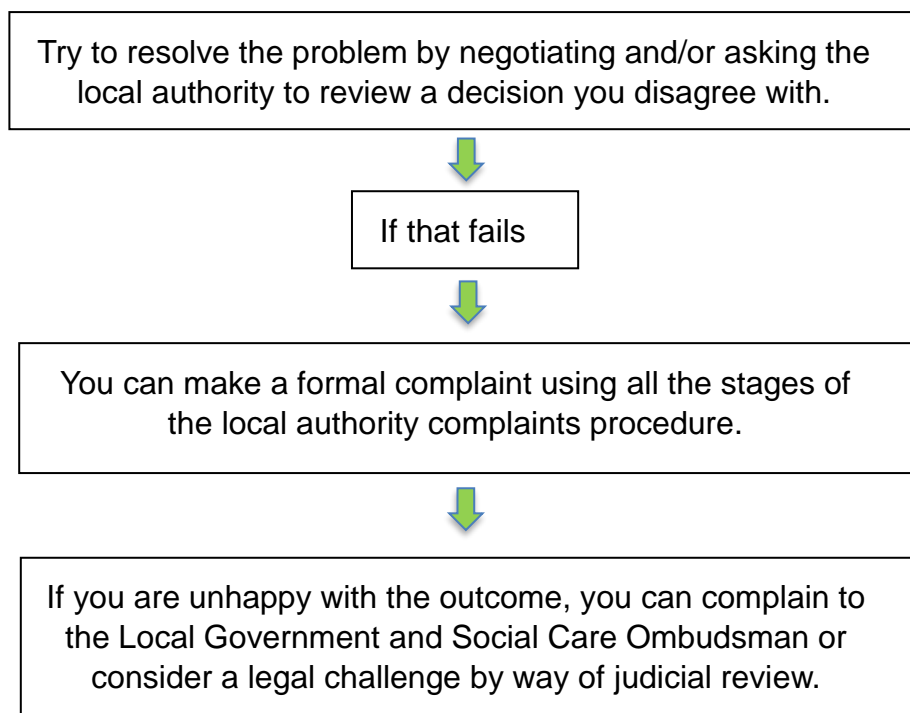 Try to resolve the problem by negotiating and/or asking the
local authority to review a decision you disagree with.
If that fails
You can make a formal complaint using all the stages of
the local authority complaints procedure.
If you are unhappy with the outcome, you can complain to
the Local Government and Social Care Ombudsman or
consider a legal challenge by way of judicial review.